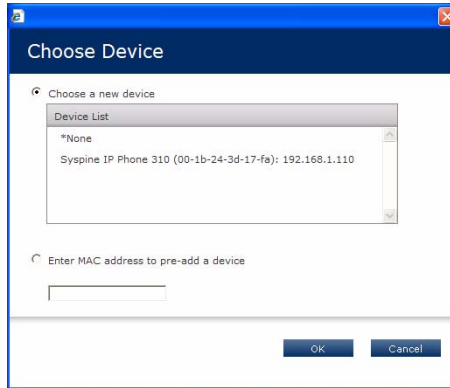 Choose Device
Choose a new device
Device List
*None
Syspine IP Phone 310 (00-1b-24-3d-17-fa): 192.168.1.110
Enter MAC address to pre-add a device
OK
Cancel